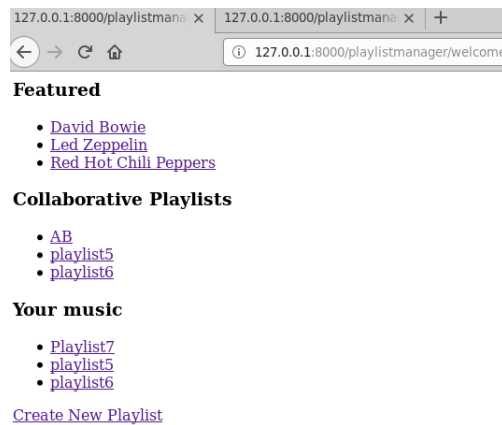 127.0.0.1:8000/playlistmana × 127.0.0.1:8000/playlistmana × +
127.0.0.1:8000/playlistmanager/welcome
Featured
• David Bowie
• Led Zeppelin
• Red Hot Chili Peppers
Collaborative Playlists
• AB
• playlist5
• playlist6
Your music
• Playlist7
• playlist5
• playlist6
Create New Playlist